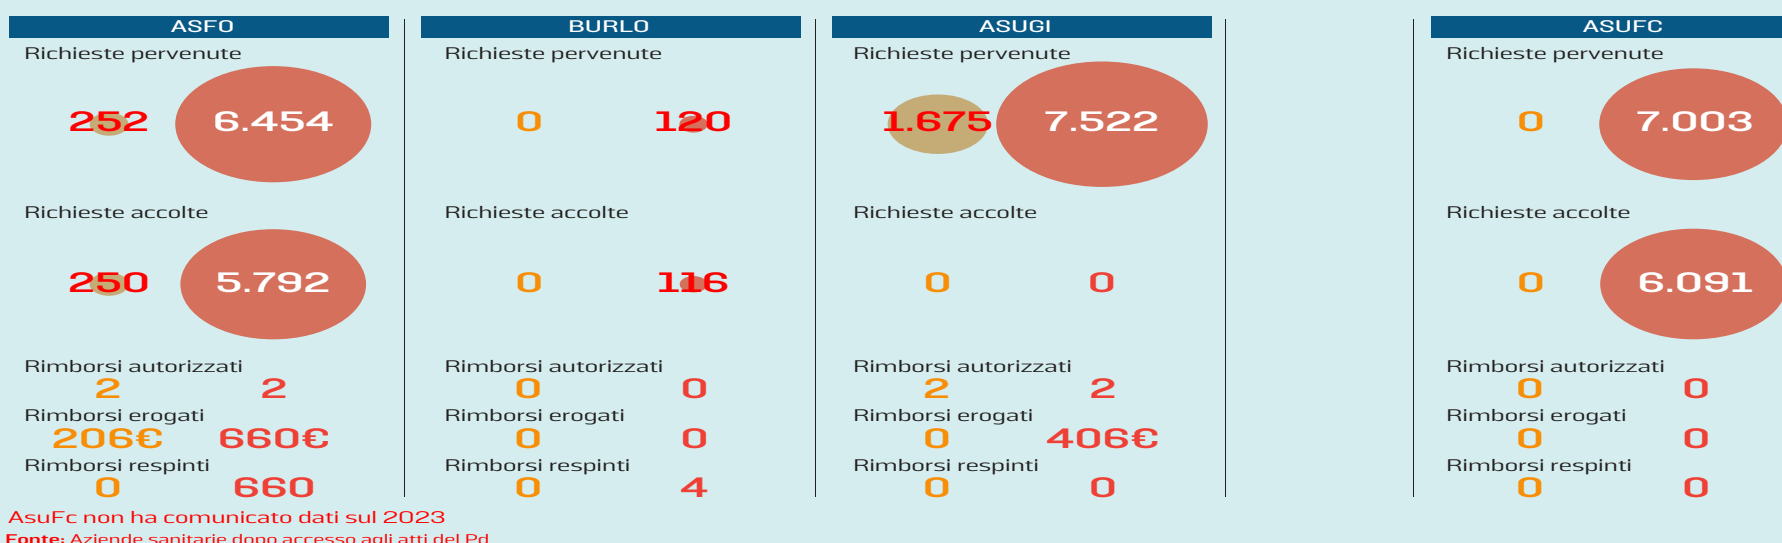 ASFO
Richieste pervenute
252 6.454
Richieste accolte
250 5.792
Rimborsi autorizzati
2 2
Rimborsi erogati
206€ 660€
Rimborsi respinti
0 660
BURLO
Richieste pervenute
0 120
Richieste accolte
0 116
Rimborsi autorizzati
0 0
Rimborsi erogati
0 0
Rimborsi respinti
0 4
ASUGI
Richieste pervenute
1.675 7.522
Richieste accolte
0 0
Rimborsi autorizzati
2 2
Rimborsi erogati
0 406€
Rimborsi respinti
0 0
ASUFC
Richieste pervenute
0 7.003
Richieste accolte
0 6.091
Rimborsi autorizzati
0 0
Rimborsi erogati
0 0
Rimborsi respinti
0 0
AsuFc non ha comunicato dati sul 2023
Fonte: Aziende sanitarie dopo accesso agli atti del Pd